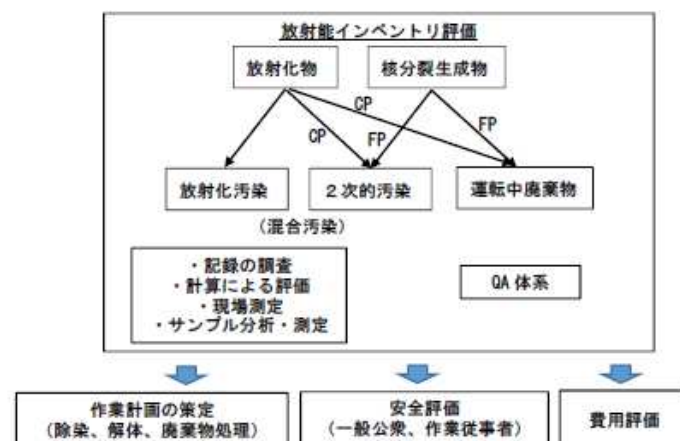 放射能インベントリ評価
放射化物
核分裂生成物
CP
CP
FP
FP
放射化汚染
2次的汚染
運転中廃棄物
(混合汚染)
・記録の調査
・計算による評価
・現場測定
・サンプル分析・測定
QA体系
作業計画の策定
(除染、解体、廃棄物処理)
安全評価
(一般公衆、作業従事者)
費用評価